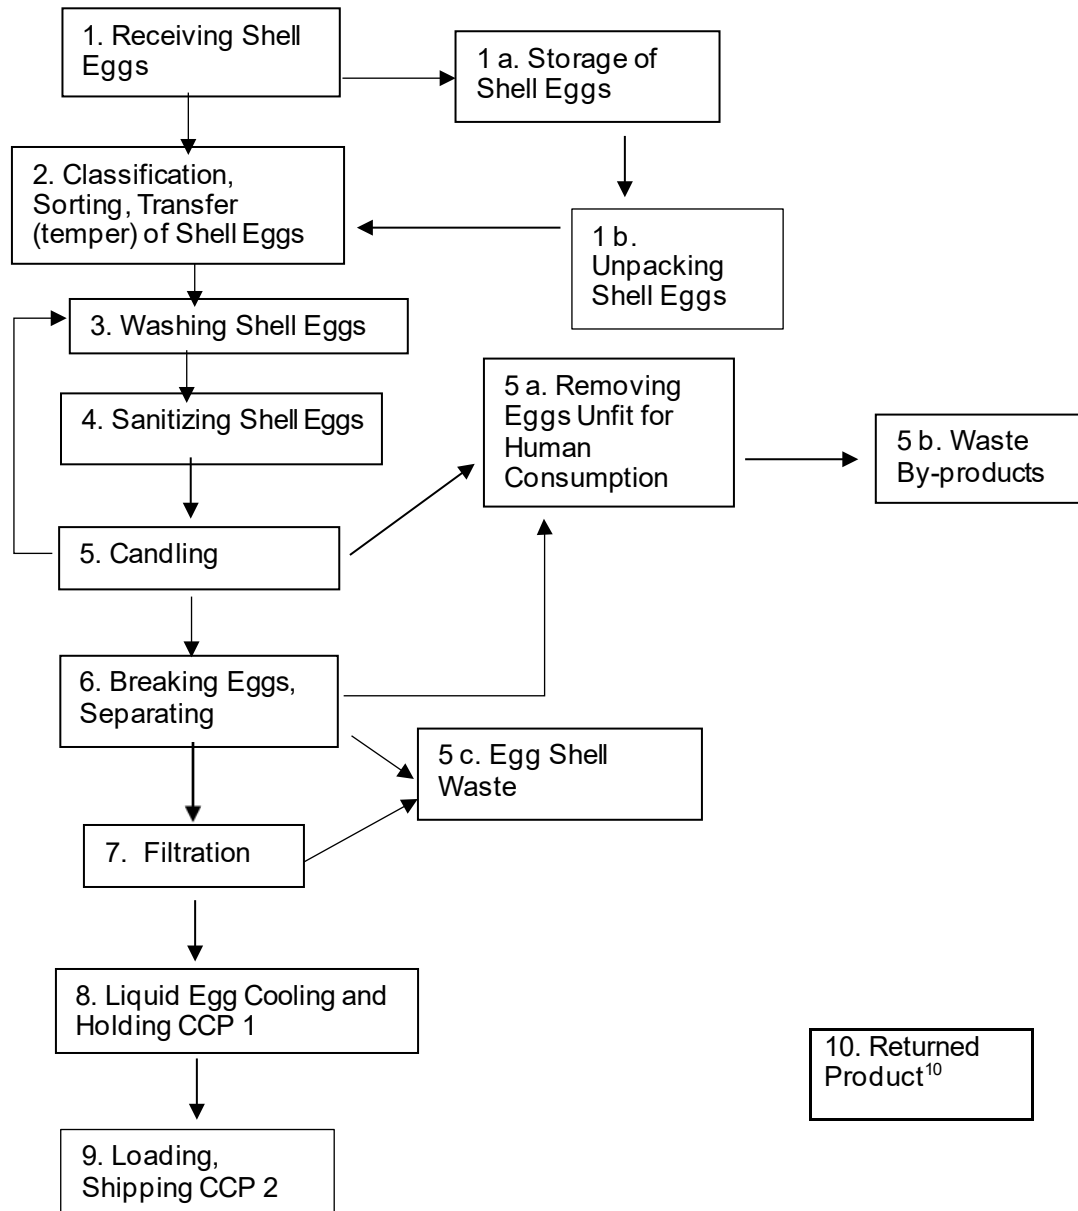 1. Receiving Shell
Eggs
1 a. Storage of
Shell Eggs
2. Classification,
Sorting, Transfer
(temper) of Shell Eggs
1 b.
Unpacking
Shell Eggs
3. Washing Shell Eggs
4. Sanitizing Shell Eggs
5 a. Removing
Eggs Unfit for
Human
Consumption
5 b. Waste
By-products
5. Candling
6. Breaking Eggs,
Separating
5 c. Egg Shell
Waste
7. Filtration
8. Liquid Egg Cooling and
Holding CCP 1
10. Returned
Product¹⁰
9. Loading,
Shipping CCP 2